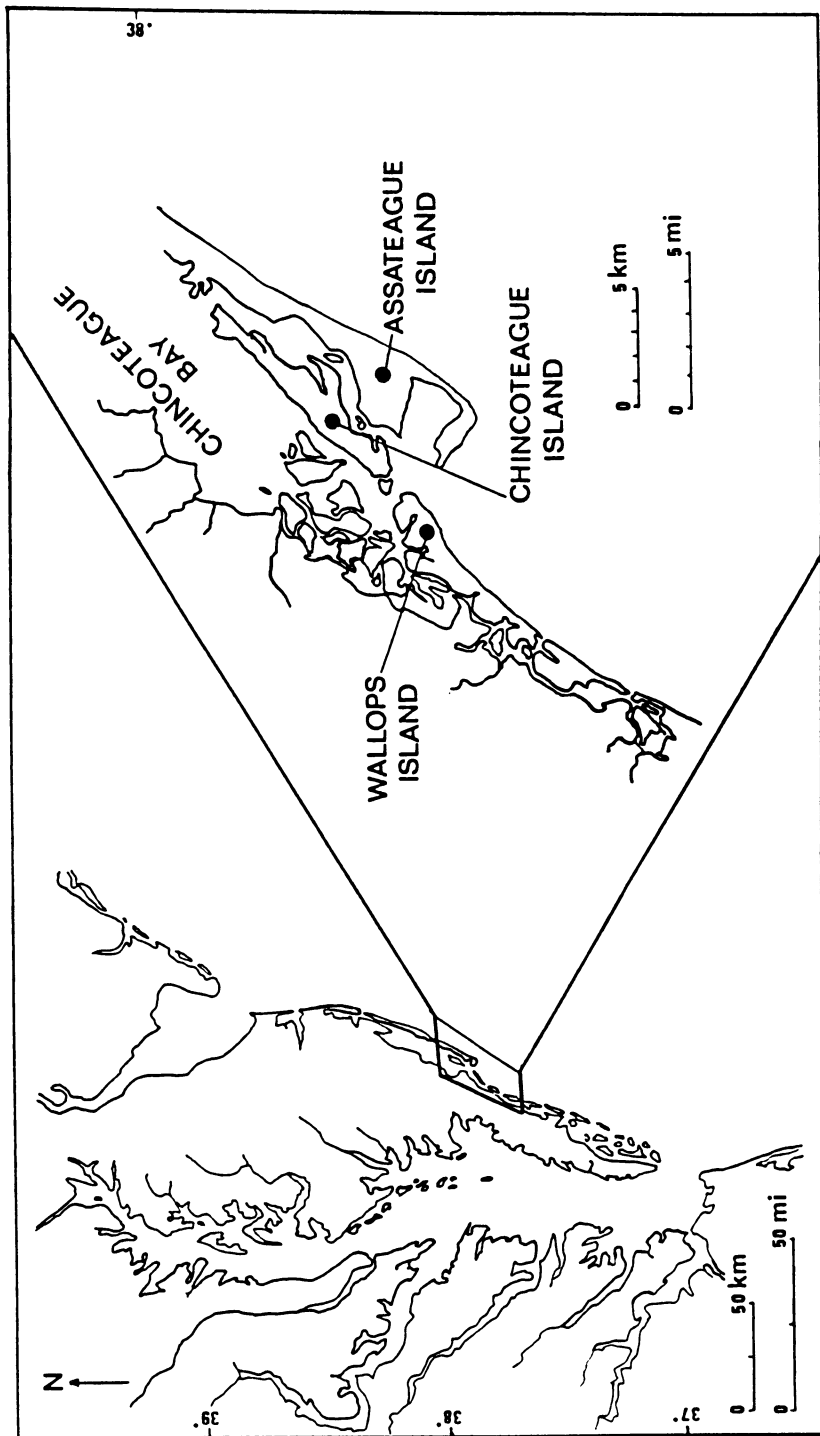 N
39°
38°
37°
0 50 km
0 50 mi
38°
CHINCOTEAGUE
BAY
WALLOPS
ISLAND
CHINCOTEAGUE
ISLAND
ASSATEAGUE
ISLAND
0 5 km
0 5 mi